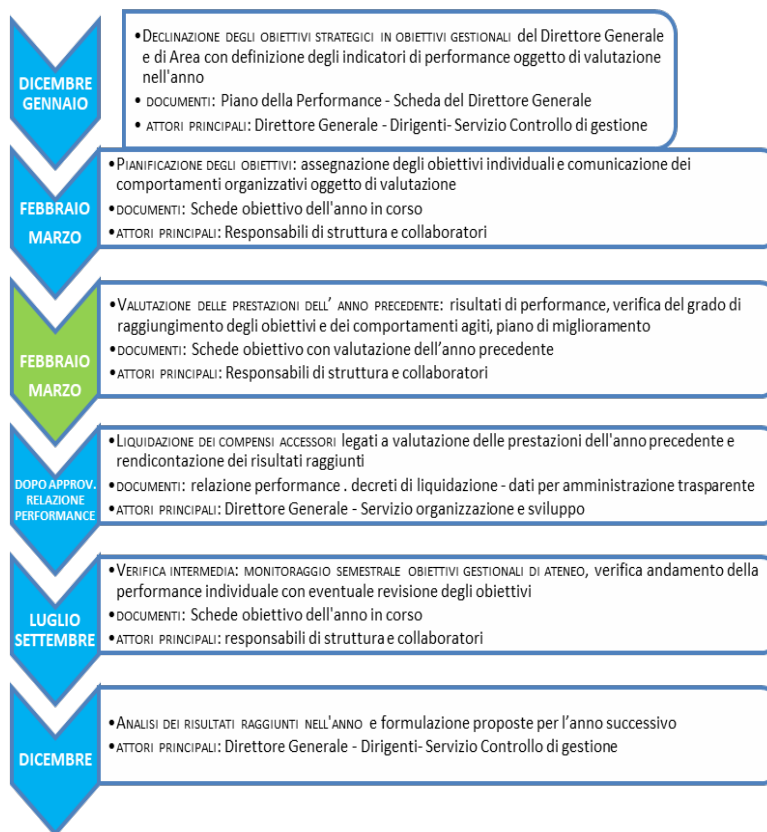 DICEMBRE
GENNAIO
•DECLINAZIONE DEGLI OBIETTIVI STRATEGICI IN OBIETTIVI GESTIONALI del Direttore Generale
e di Area con definizione degli indicatori di performance oggetto di valutazione
nell'anno
• DOCUMENTI: Piano della Performance - Scheda del Direttore Generale
• ATTORI PRINCIPALI: Direttore Generale - Dirigenti- Servizio Controllo di gestione
FEBBRAIO
MARZO
•PIANIFICAZIONE DEGLI OBIETTIVI: assegnazione degli obiettivi individuali e comunicazione dei
comportamenti organizzativi oggetto di valutazione
•DOCUMENTI: Schede obiettivo dell'anno in corso
•ATTORI PRINCIPALI: Responsabili di struttura e collaboratori
FEBBRAIO
MARZO
•VALUTAZIONE DELLE PRESTAZIONI DELL’ ANNO PRECEDENTE: risultati di performance, verifica del grado di
raggiungimento degli obiettivi e dei comportamenti agiti, piano di miglioramento
•DOCUMENTI: Schede obiettivo con valutazione dell’anno precedente
•ATTORI PRINCIPALI: Responsabili di struttura e collaboratori
DOPO APPROV.
RELAZIONE
PERFORMANCE
•LIQUIDAZIONE DEI COMPENSI ACCESSORI legati a valutazione delle prestazioni dell'anno precedente e
rendicontazione dei risultati raggiunti
•DOCUMENTI: relazione performance . decreti di liquidazione - dati per amministrazione trasparente
•ATTORI PRINCIPALI: Direttore Generale - Servizio organizzazione e sviluppo
LUGLIO
SETTEMBRE
•VERIFICA INTERMEDIA: MONITORAGGIO SEMESTRALE OBIETTIVI GESTIONALI DI ATENEO, verifica andamento della
performance individuale con eventuale revisione degli obiettivi
•DOCUMENTI: Schede obiettivo dell'anno in corso
•ATTORI PRINCIPALI: responsabili di struttura e collaboratori
DICEMBRE
•ANALISI DEI RISULTATI RAGGIUNTI NELL'ANNO e formulazione proposte per l’anno successivo
•ATTORI PRINCIPALI: Direttore Generale - Dirigenti- Servizio Controllo di gestione